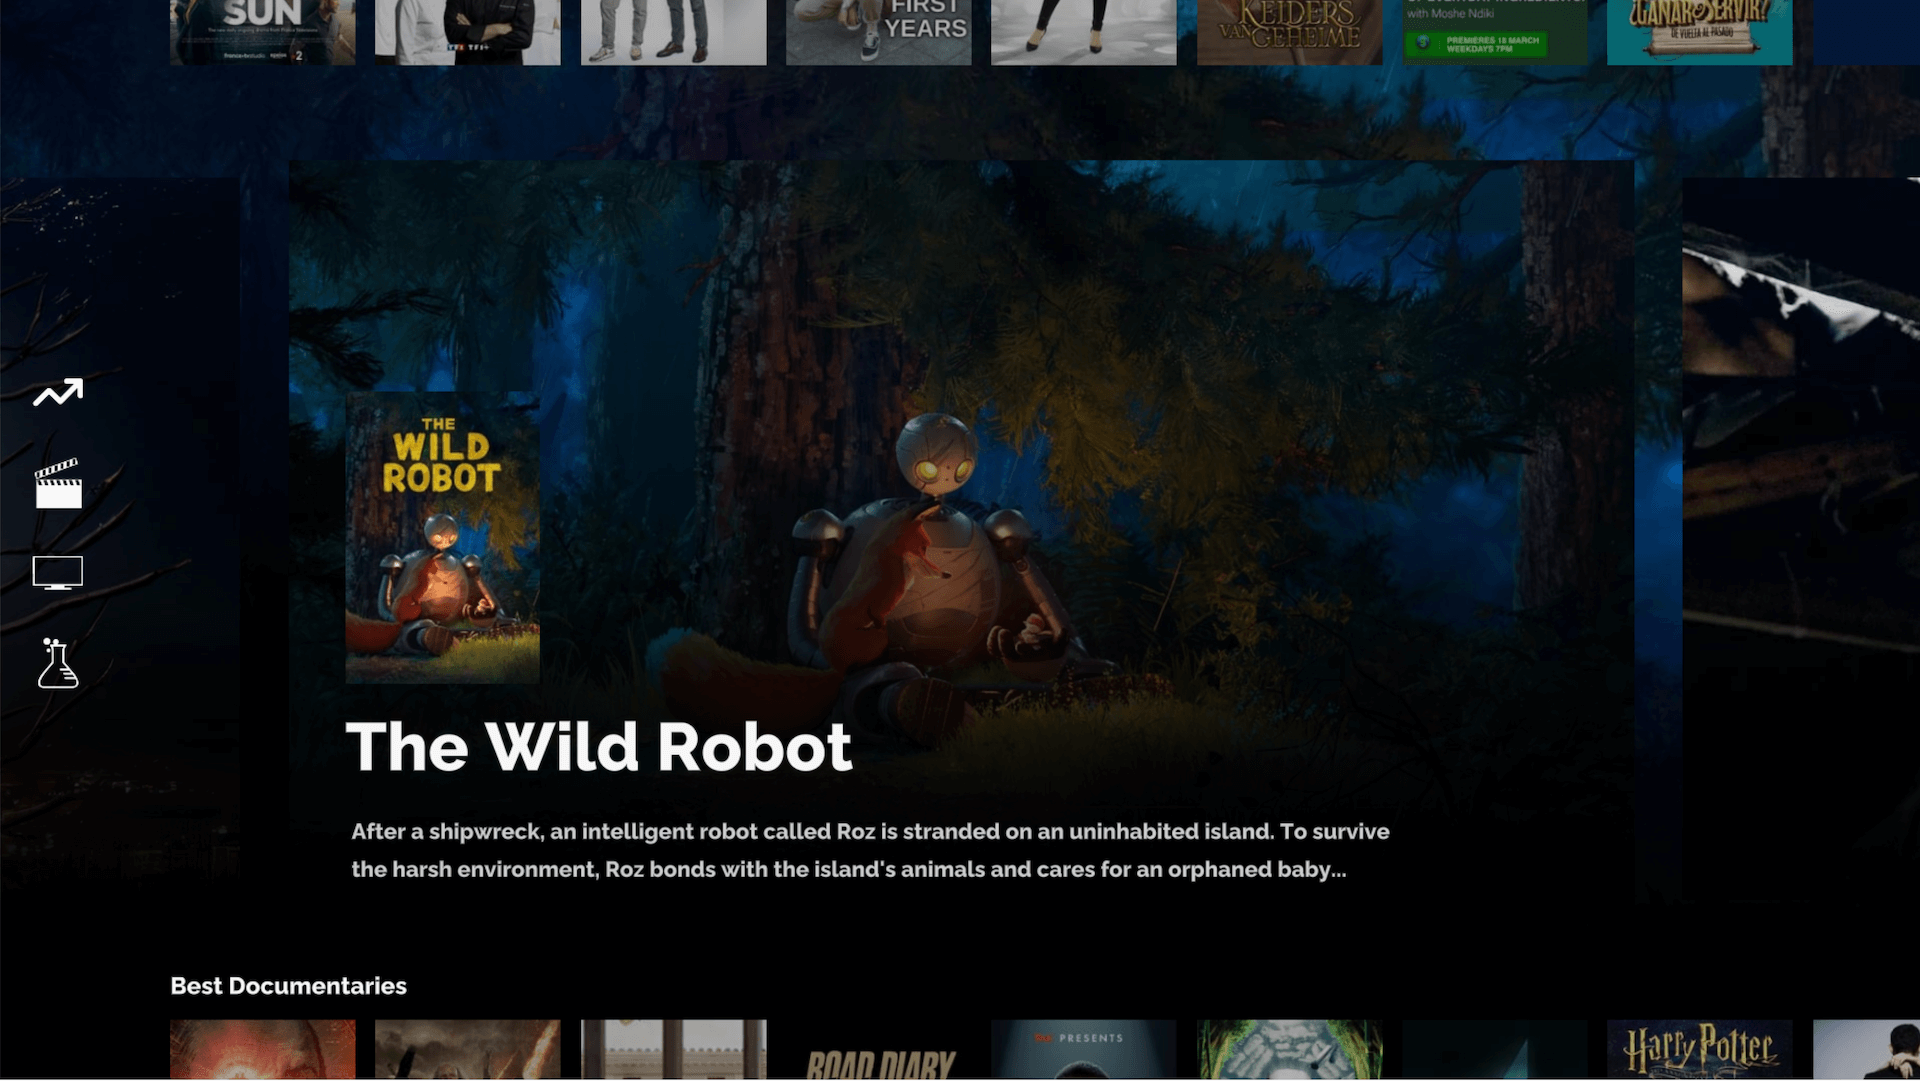 SUN
FIRST
YEARS
KEIDERS
VAN GEHEIME
with Moshe Ndiki
PREMIERES 18 MARCH
WEEKDAYS 7PM
GANAR O SERVIR?
DE VUELTA AL PASADO
THE
WILD
ROBOT
The Wild Robot
After a shipwreck, an intelligent robot called Roz is stranded on an uninhabited island. To survive
the harsh environment, Roz bonds with the island's animals and cares for an orphaned baby...
Best Documentaries
ROAD DIARY
PRESENTS
Harry Potter